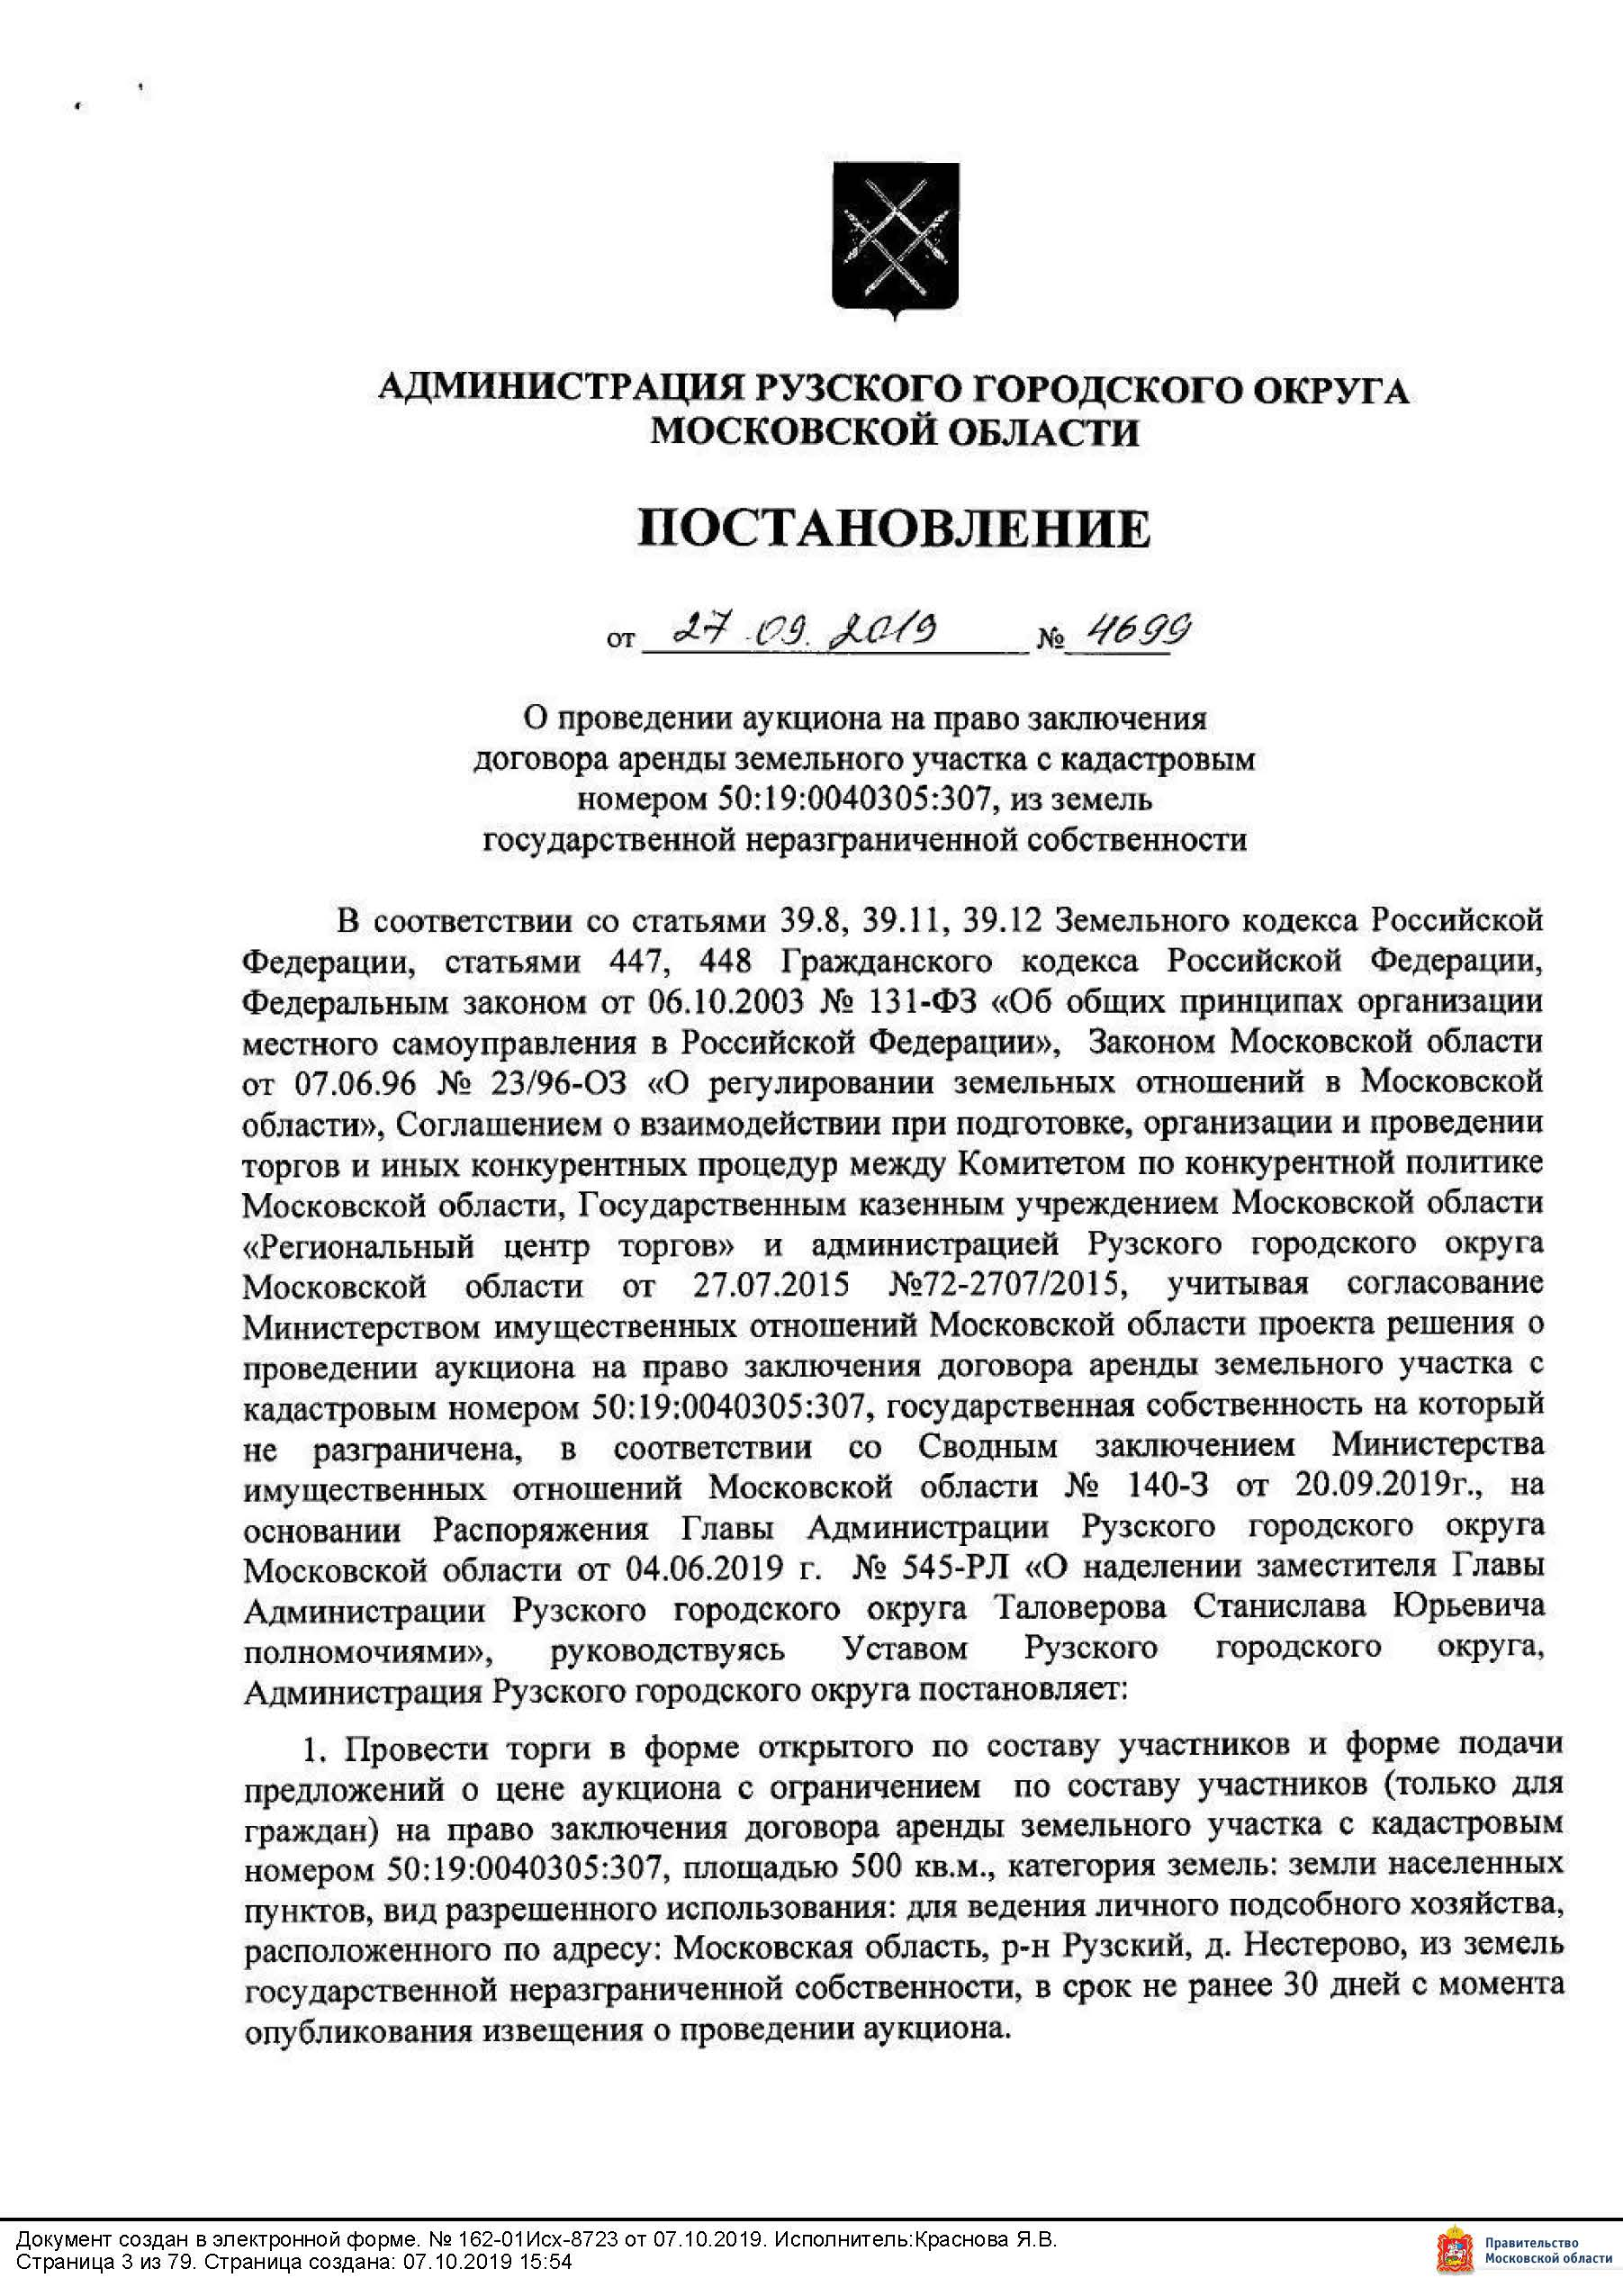 АДМИНИСТРАЦИЯ РУЗСКОГО ГОРОДСКОГО ОКРУГА
МОСКОВСКОЙ ОБЛАСТИ
ПОСТАНОВЛЕНИЕ
от 27.09.2019 № 4699
О проведении аукциона на право заключения
договора аренды земельного участка с кадастровым
номером 50:19:0040305:307, из земель
государственной неразграниченной собственности
В соответствии со статьями 39.8, 39.11, 39.12 Земельного кодекса Российской
Федерации, статьями 447, 448 Гражданского кодекса Российской Федерации,
Федеральным законом от 06.10.2003 № 131-ФЗ «Об общих принципах организации
местного самоуправления в Российской Федерации», Законом Московской области
от 07.06.96 № 23/96-ОЗ «О регулировании земельных отношений в Московской
области», Соглашением о взаимодействии при подготовке, организации и проведении
торгов и иных конкурентных процедур между Комитетом по конкурентной политике
Московской области, Государственным казенным учреждением Московской области
«Региональный центр торгов» и администрацией Рузского городского округа
Московской области от 27.07.2015 №72-2707/2015, учитывая согласование
Министерством имущественных отношений Московской области проекта решения о
проведении аукциона на право заключения договора аренды земельного участка с
кадастровым номером 50:19:0040305:307, государственная собственность на который
не разграничена, в соответствии со Сводным заключением Министерства
имущественных отношений Московской области № 140-З от 20.09.2019г., на
основании Распоряжения Главы Администрации Рузского городского округа
Московской области от 04.06.2019 г. № 545-РЛ «О наделении заместителя Главы
Администрации Рузского городского округа Таловерова Станислава Юрьевича
полномочиями», руководствуясь Уставом Рузского городского округа,
Администрация Рузского городского округа постановляет:
1. Провести торги в форме открытого по составу участников и форме подачи
предложений о цене аукциона с ограничением по составу участников (только для
граждан) на право заключения договора аренды земельного участка с кадастровым
номером 50:19:0040305:307, площадью 500 кв.м., категория земель: земли населенных
пунктов, вид разрешенного использования: для ведения личного подсобного хозяйства,
расположенного по адресу: Московская область, р-н Рузский, д. Нестерово, из земель
государственной неразграниченной собственности, в срок не ранее 30 дней с момента
опубликования извещения о проведении аукциона.
Документ создан в электронной форме. № 162-01Исх-8723 от 07.10.2019. Исполнитель:Краснова Я.В.
Страница 3 из 79. Страница создана: 07.10.2019 15:54
Правительство
Московской области